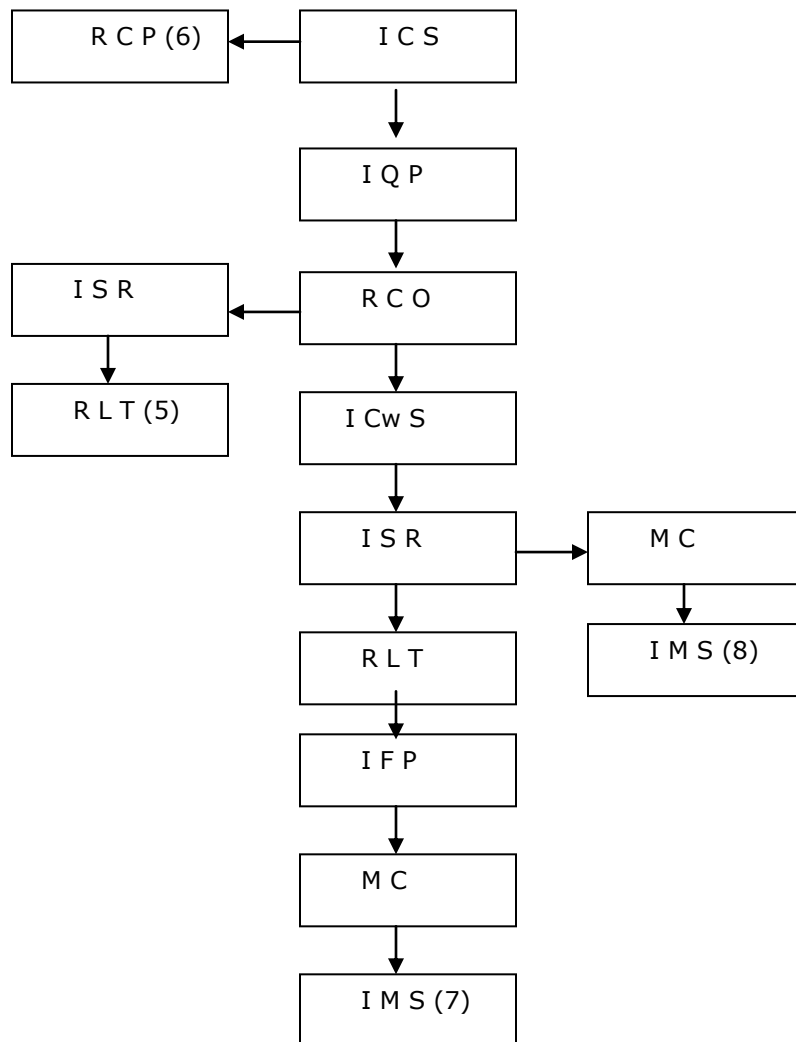 R C P (6)
I C S
I Q P
I S R
R C O
R L T (5)
I Cw S
I S R
M C
R L T
I M S (8)
I F P
M C
I M S (7)